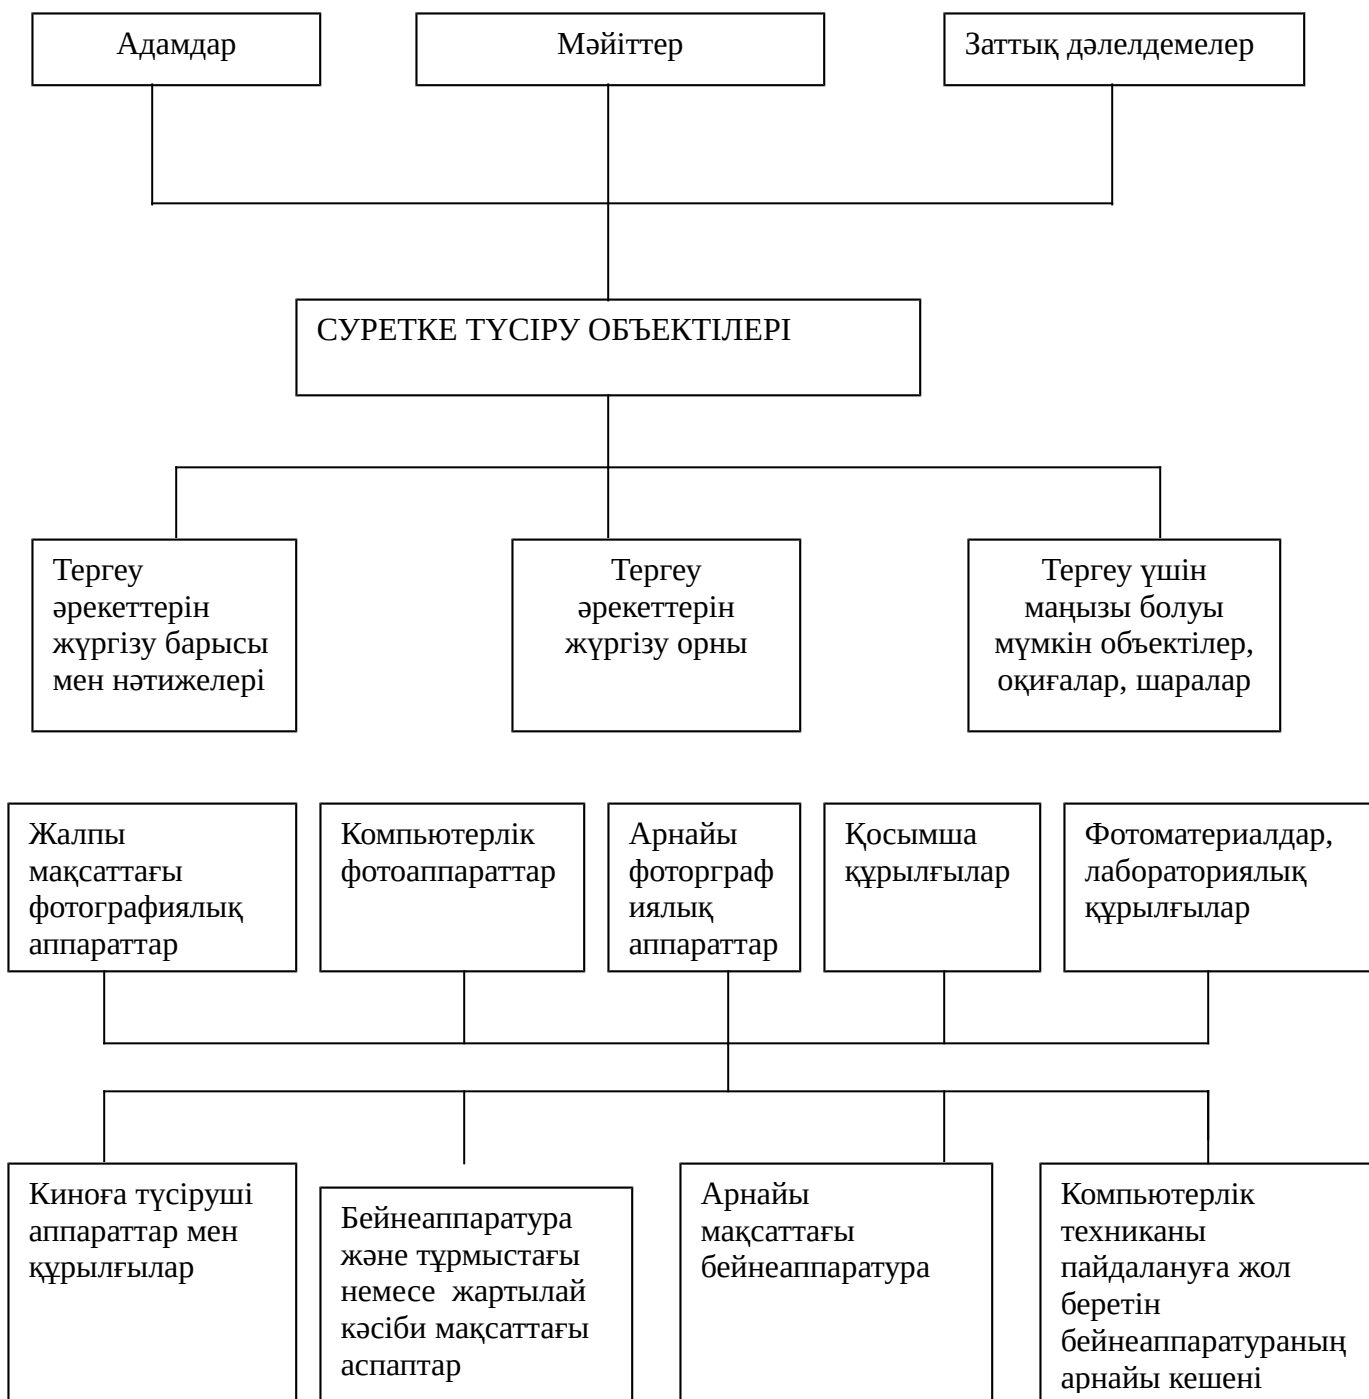 Адамдар
Мәйіттер
Заттық дәлелдемелер
СУРЕТКЕ ТҮСІРУ ОБЪЕКТІЛЕРІ
Тергеу
әрекеттерін
жүргізу барысы
мен нәтижелері
Тергеу
әрекеттерін
жүргізу орны
Тергеу үшін
маңызы болуы
мүмкін объектілер,
оқиғалар, шаралар
Жалпы
мақсаттағы
фотографиялық
аппараттар
Компьютерлік
фотоаппараттар
Арнайы
фоторграф
иялық
аппараттар
Қосымша
құрылғылар
Фотоматериалдар,
лабораториялық
құрылғылар
Киноға түсіруші
аппараттар мен
құрылғылар
Бейнеаппаратура
және тұрмыстағы
немесе жартылай
кәсіби мақсаттағы
аспаптар
Арнайы
мақсаттағы
бейнеаппаратура
Компьютерлік
техниканы
пайдалануға жол
беретін
бейнеаппаратураның
арнайы кешені